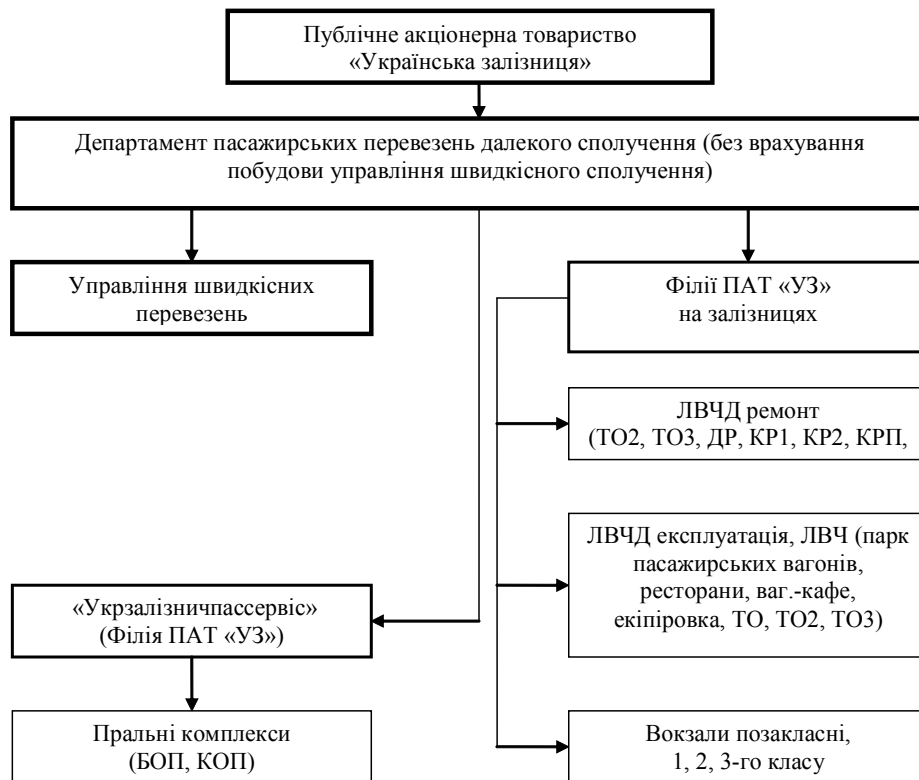 Публічне акціонерна товариство
«Українська залізниця»
Департамент пасажирських перевезень далекого сполучення (без врахування
побудови управління швидкісного сполучення)
Управління швидкісних
перевезень
Філії ПАТ «УЗ»
на залізницях
ЛВЧД ремонт
(ТО2, ТО3, ДР, КР1, КР2, КРП,
ЛВЧД експлуатація, ЛВЧ (парк
пасажирських вагонів,
ресторани, ваг.-кафе,
екіпіровка, ТО, ТО2, ТО3)
«Укрзалізничпассервіс»
(Філія ПАТ «УЗ»)
Пральні комплекси
(БОП, КОП)
Вокзали позакласні,
1, 2, 3-го класу